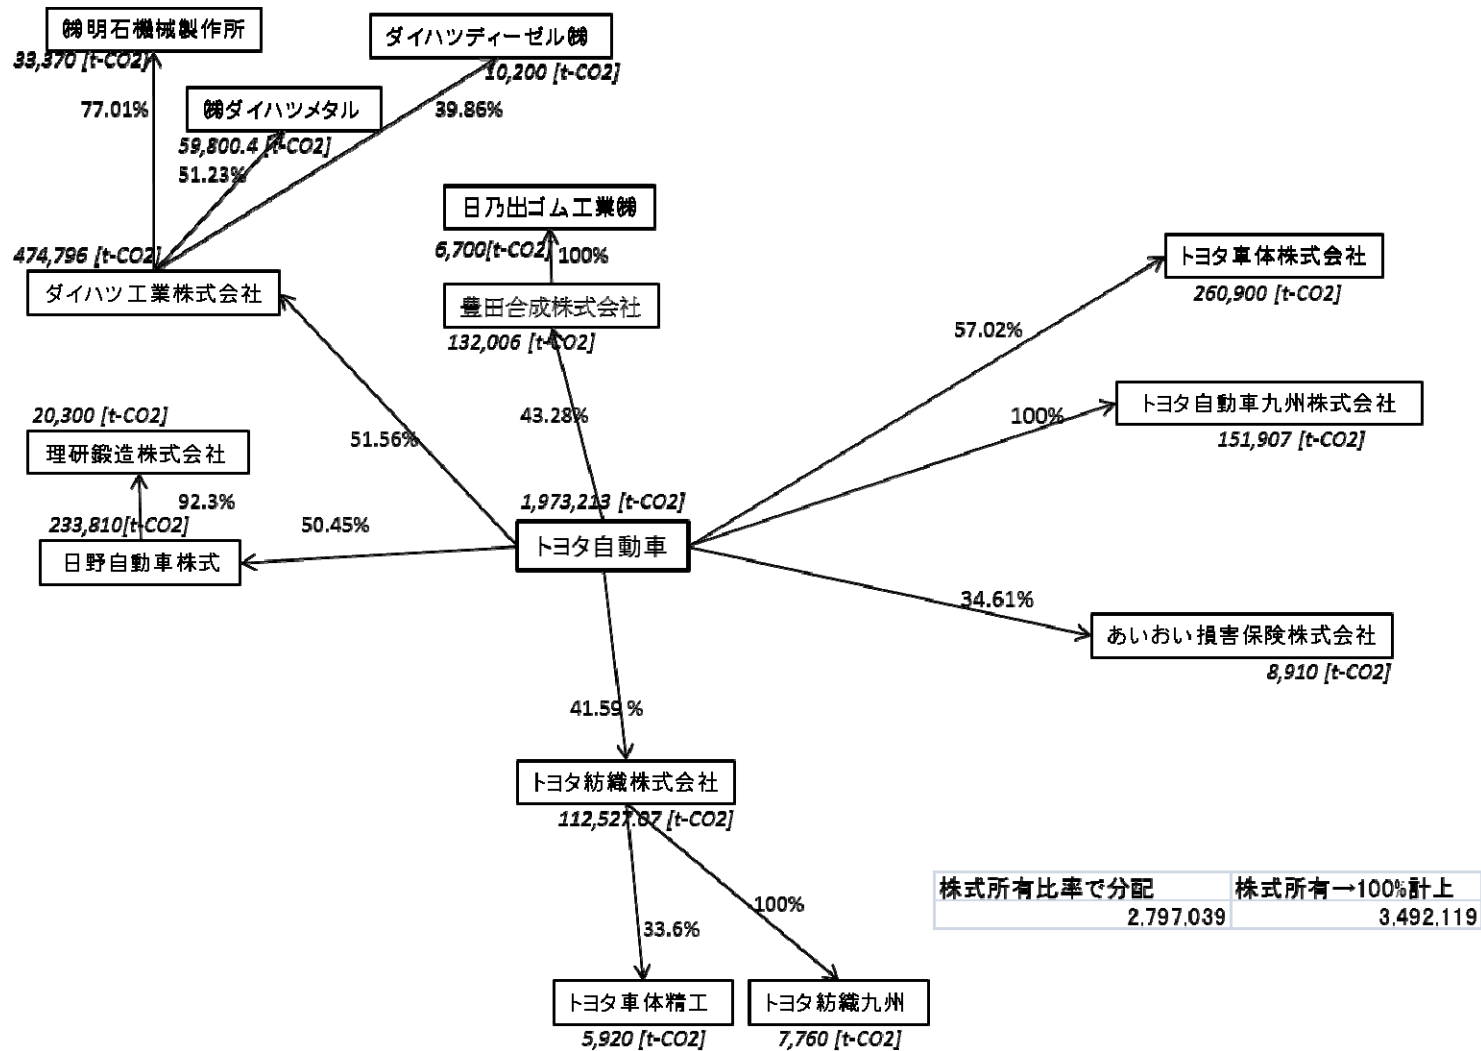 ㈱明石機械製作所
33,370 [t-CO2]
77.01%
ダイハツディーゼル㈱
10,200 [t-CO2]
39.86%
㈱ダイハツメタル
59,800.4 [t-CO2]
51.23%
日乃出ゴム工業㈱
6,700[t-CO2]
100%
474,796 [t-CO2]
ダイハツ工業株式会社
豊田合成株式会社
132,006 [t-CO2]
トヨタ車体株式会社
260,900 [t-CO2]
57.02%
トヨタ自動車九州株式会社
151,907 [t-CO2]
100%
43.28%
51.56%
20,300 [t-CO2]
理研鍛造株式会社
92.3%
233,810[t-CO2]
日野自動車株式
50.45%
1,973,213 [t-CO2]
トヨタ自動車
34.61%
あいおい損害保険株式会社
8,910 [t-CO2]
41.59 %
トヨタ紡織株式会社
112,527.07 [t-CO2]
33.6%
100%
トヨタ車体精工
5,920 [t-CO2]
トヨタ紡織九州
7,760 [t-CO2]
株式所有比率で分配 株式所有→100%計上
2,797,039 3,492,119